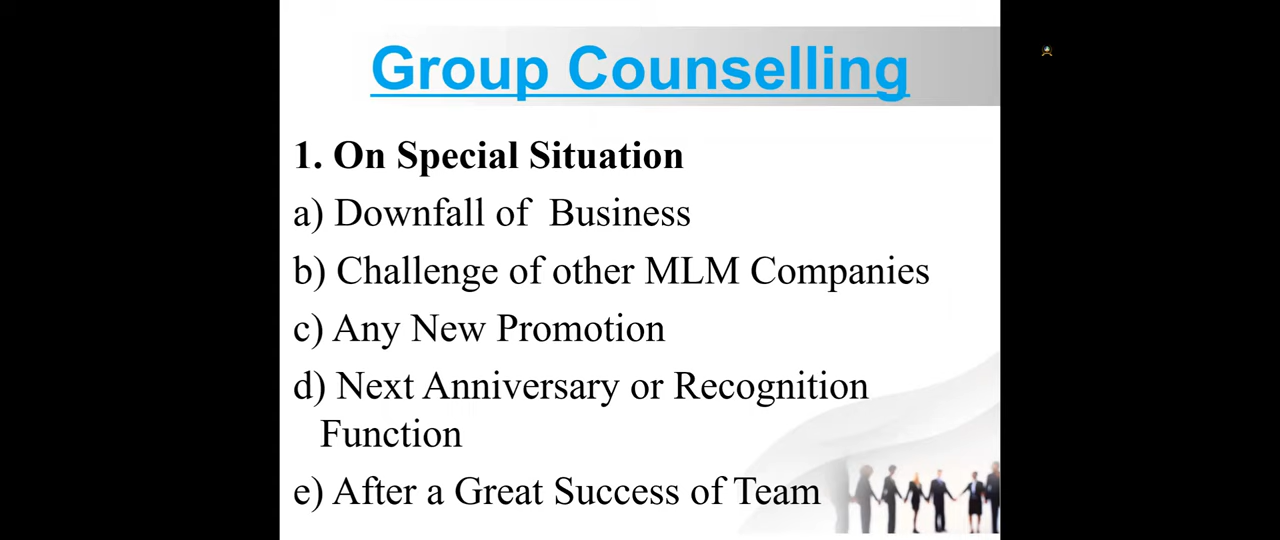 Group Counselling
1. On Special Situation
a) Downfall of  Business
b) Challenge of other MLM Companies
c) Any New Promotion
d) Next Anniversary or Recognition
Function
e) After a Great Success of Team